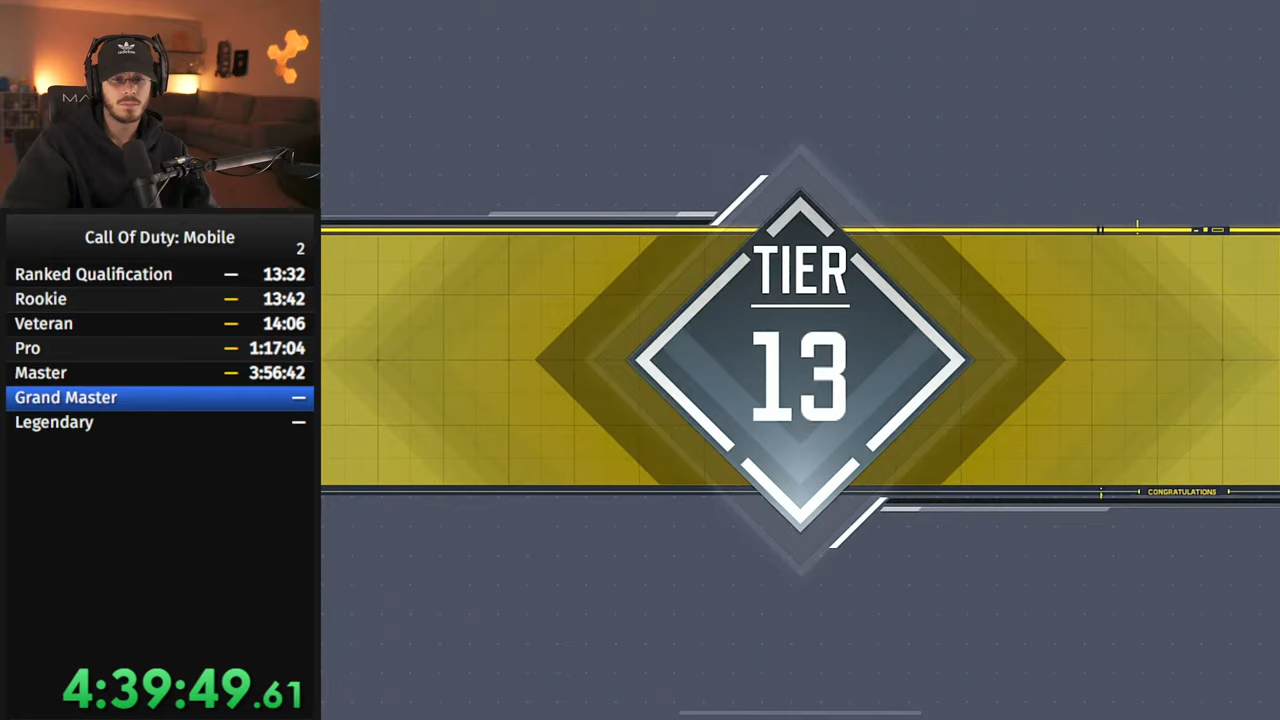 MA
Call Of Duty: Mobile
2
Ranked Qualification — 13:32
Rookie — 13:42
Veteran — 14:06
Pro — 1:17:04
Master — 3:56:42
Grand Master —
Legendary —
4:39:49.61
TIER
13
CONGRATULATIONS